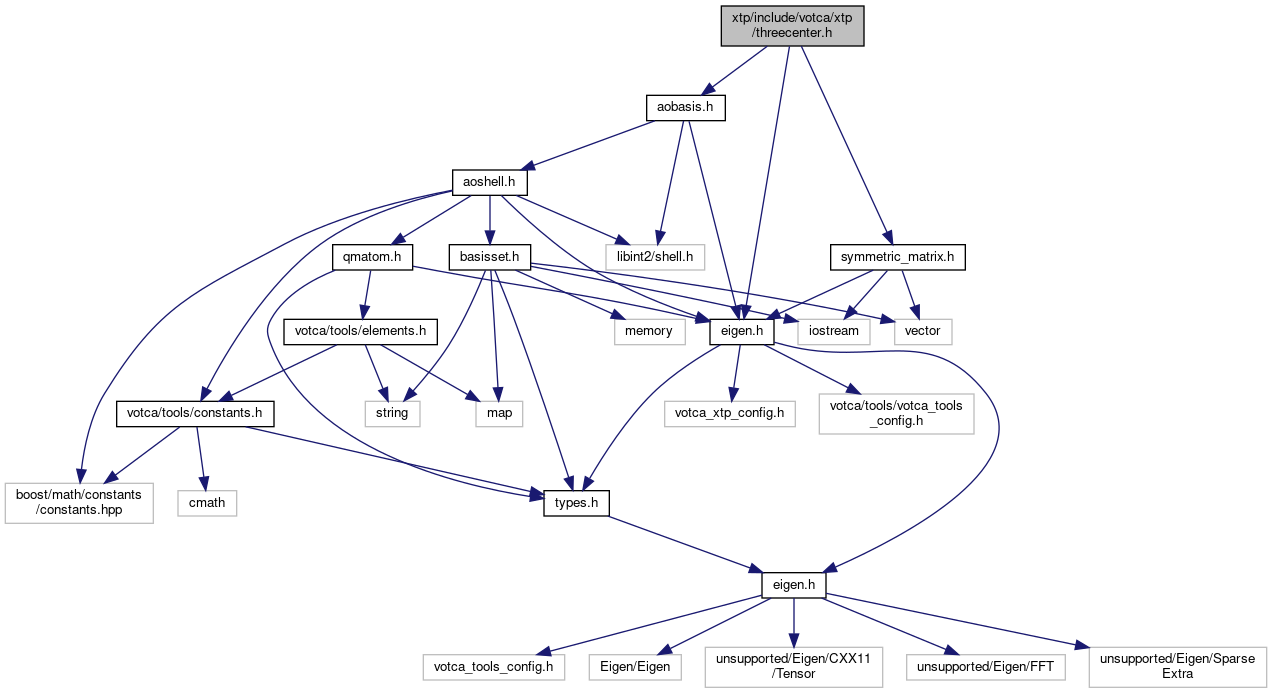 xtp/include/votca/xtp
/threecenter.h
aobasis.h
aoshell.h
qmatom.h
basisset.h
libint2/shell.h
symmetric_matrix.h
votca/tools/elements.h
memory
eigen.h
iostream
vector
votca/tools/constants.h
string
map
votca_xtp_config.h
votca/tools/votca_tools
_config.h
boost/math/constants
/constants.hpp
cmath
types.h
eigen.h
votca_tools_config.h
Eigen/Eigen
unsupported/Eigen/CXX11
/Tensor
unsupported/Eigen/FFT
unsupported/Eigen/Sparse
Extra